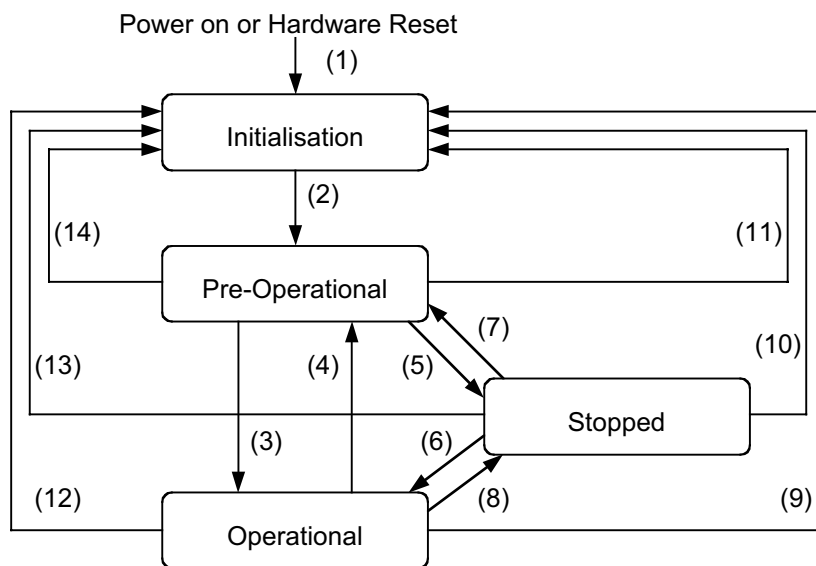 Power on or Hardware Reset
(1)
Initialisation
(2)
(14)
(11)
Pre-Operational
(7)
(13)
(4)
(5)
(10)
Stopped
(3)
(6)
(12)
(8)
(9)
Operational